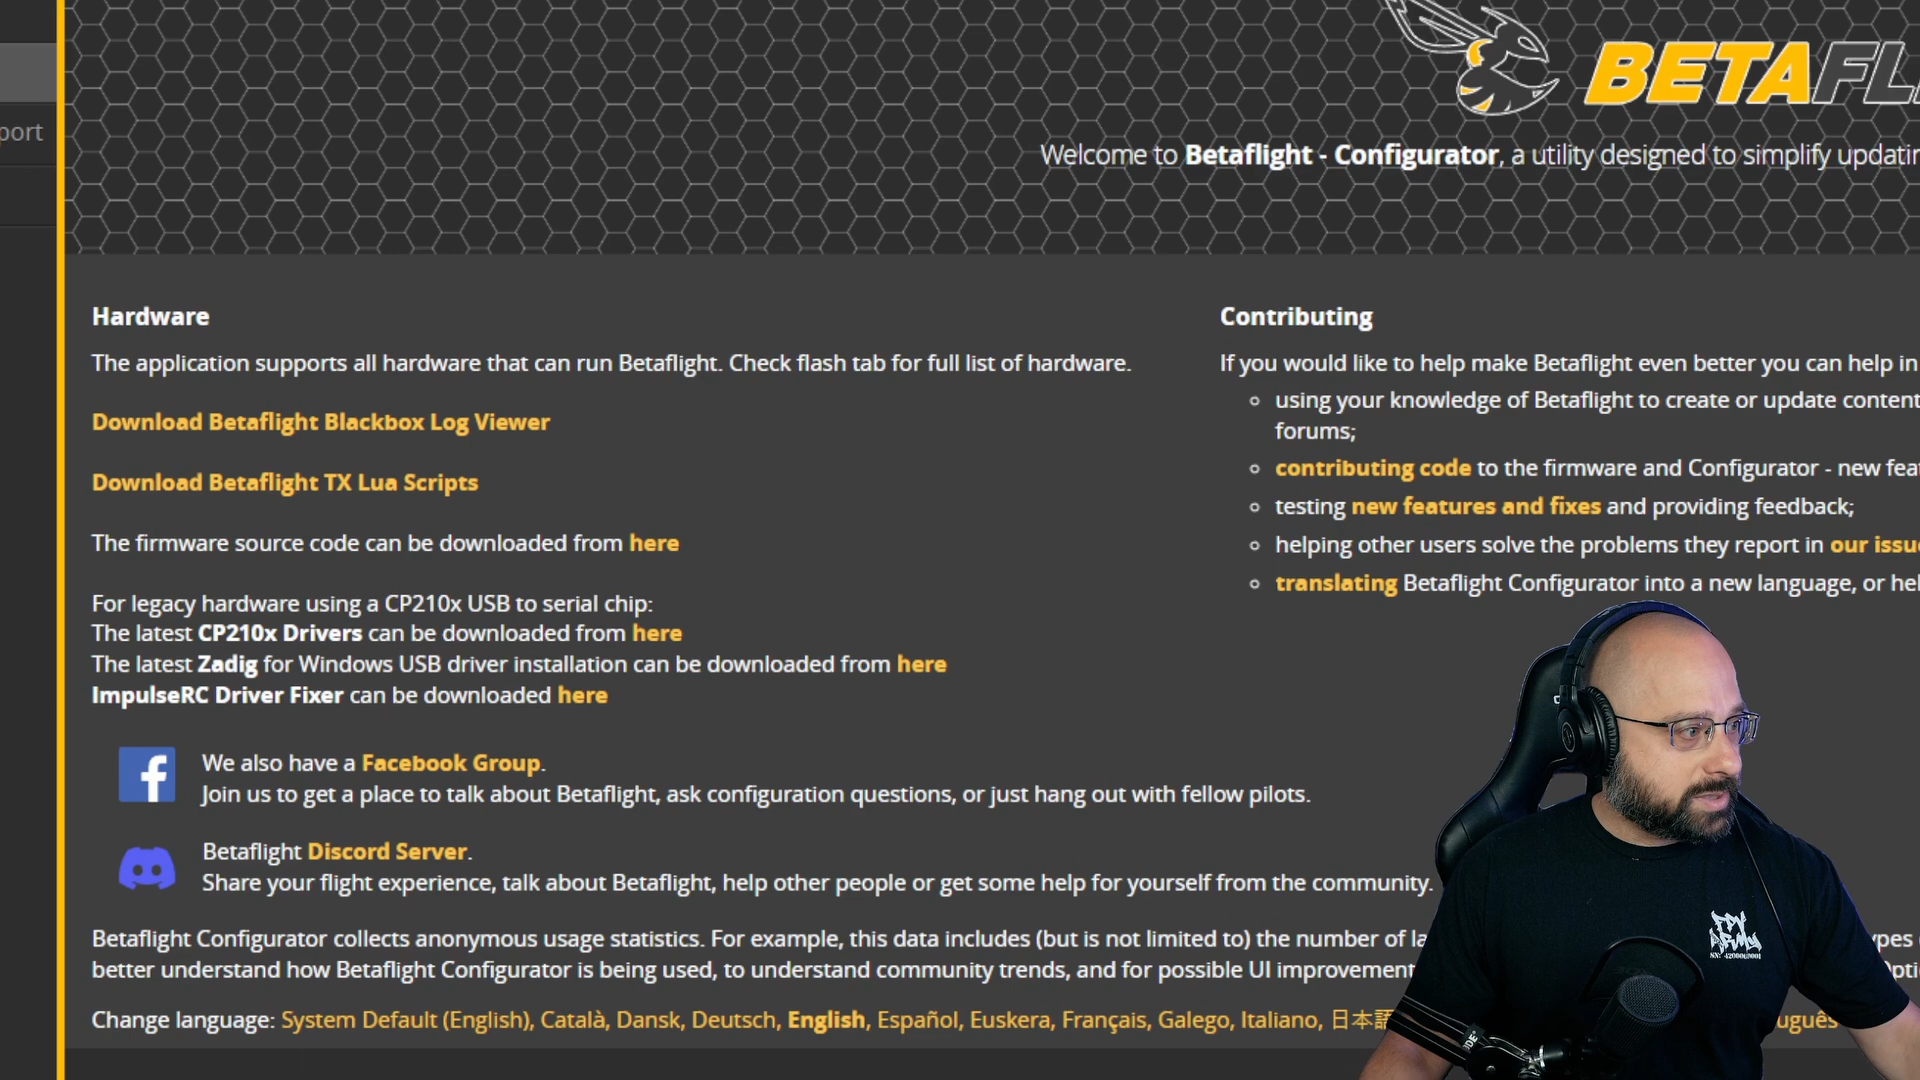 port
BETAFL
Welcome to Betaflight - Configurator, a utility designed to simplify updatin
Hardware
The application supports all hardware that can run Betaflight. Check flash tab for full list of hardware.
Download Betaflight Blackbox Log Viewer
Download Betaflight TX Lua Scripts
The firmware source code can be downloaded from here
For legacy hardware using a CP210x USB to serial chip:
The latest CP210x Drivers can be downloaded from here
The latest Zadig for Windows USB driver installation can be downloaded from here
ImpulseRC Driver Fixer can be downloaded here
We also have a Facebook Group.
Join us to get a place to talk about Betaflight, ask configuration questions, or just hang out with fellow pilots.
Betaflight Discord Server.
Share your flight experience, talk about Betaflight, help other people or get some help for yourself from the community.
Betaflight Configurator collects anonymous usage statistics. For example, this data includes (but is not limited to) the number of la ypes
better understand how Betaflight Configurator is being used, to understand community trends, and for possible UI improvement Opti
Change language: System Default (English), Català, Dansk, Deutsch, English, Español, Euskera, Français, Galego, Italiano, 日本語 uguês
Contributing
If you would like to help make Betaflight even better you can help in
using your knowledge of Betaflight to create or update content
forums;
contributing code to the firmware and Configurator - new feat
testing new features and fixes and providing feedback;
helping other users solve the problems they report in our issue
translating Betaflight Configurator into a new language, or hel
FPV
ARMY